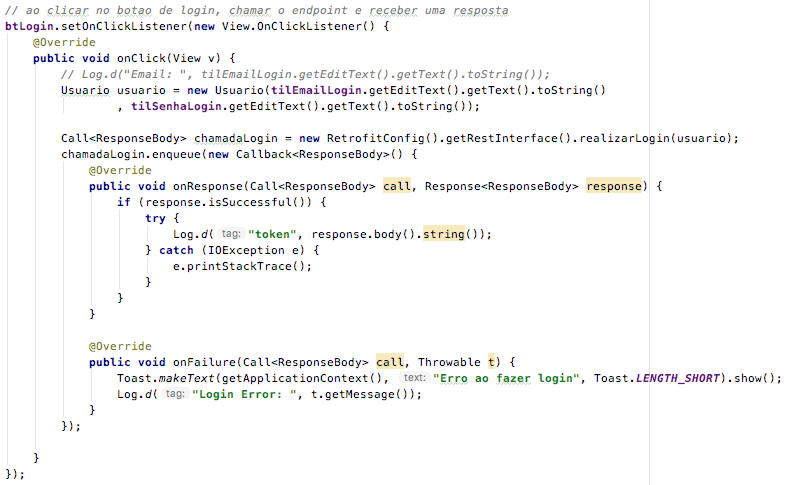 // ao clicar no botao de login, chamar o endpoint e receber uma resposta
btLogin.setOnClickListener(new View.OnClickListener() {
@Override
public void onClick(View v) {
// Log.d("Email: ", tilEmailLogin.getEditText().getText().toString());
Usuario usuario = new Usuario(tilEmailLogin.getEditText().getText().toString()
, tilSenhaLogin.getEditText().getText().toString());
Call<ResponseBody> chamadaLogin = new RetrofitConfig().getRestInterface().realizarLogin(usuario);
chamadaLogin.enqueue(new Callback<ResponseBody>() {
@Override
public void onResponse(Call<ResponseBody> call, Response<ResponseBody> response) {
if (response.isSuccessful()) {
try {
Log.d( tag: "token", response.body().string());
} catch (IOException e) {
e.printStackTrace();
}
}
}
@Override
public void onFailure(Call<ResponseBody> call, Throwable t) {
Toast.makeText(getApplicationContext(), text: "Erro ao fazer login", Toast.LENGTH_SHORT).show();
Log.d( tag: "Login Error: ", t.getMessage());
}
});
}
});